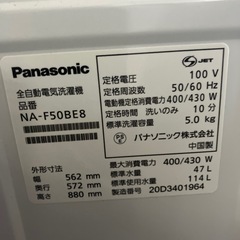 Panasonic
全自動電気洗濯機
品番
NA-F50BE8
外形寸法
幅 562 mm
奥行 572 mm
高さ 880 mm
JET
定格電圧 100 V
定格周波数 50/60 Hz
電動機定格消費電力 400/430 W
定格時間 洗いのみ 10 分
標準洗濯容量 5.0 kg
パナソニック株式会社
中国製
最大消費電力 400/430 W
標準水量 47 L
標準使用水量 114 L
製造番号 20D3401964